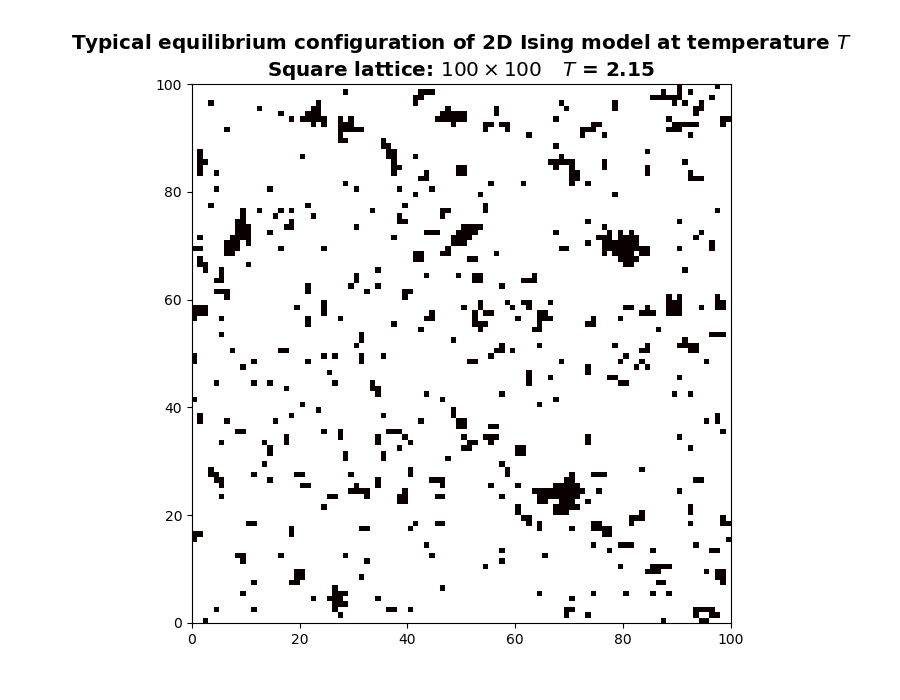 Typical equilibrium configuration of 2D Ising model at temperature T
Square lattice: 100 × 100 T = 2.15
100
80
60
40
20
0
0 20 40 60 80 100